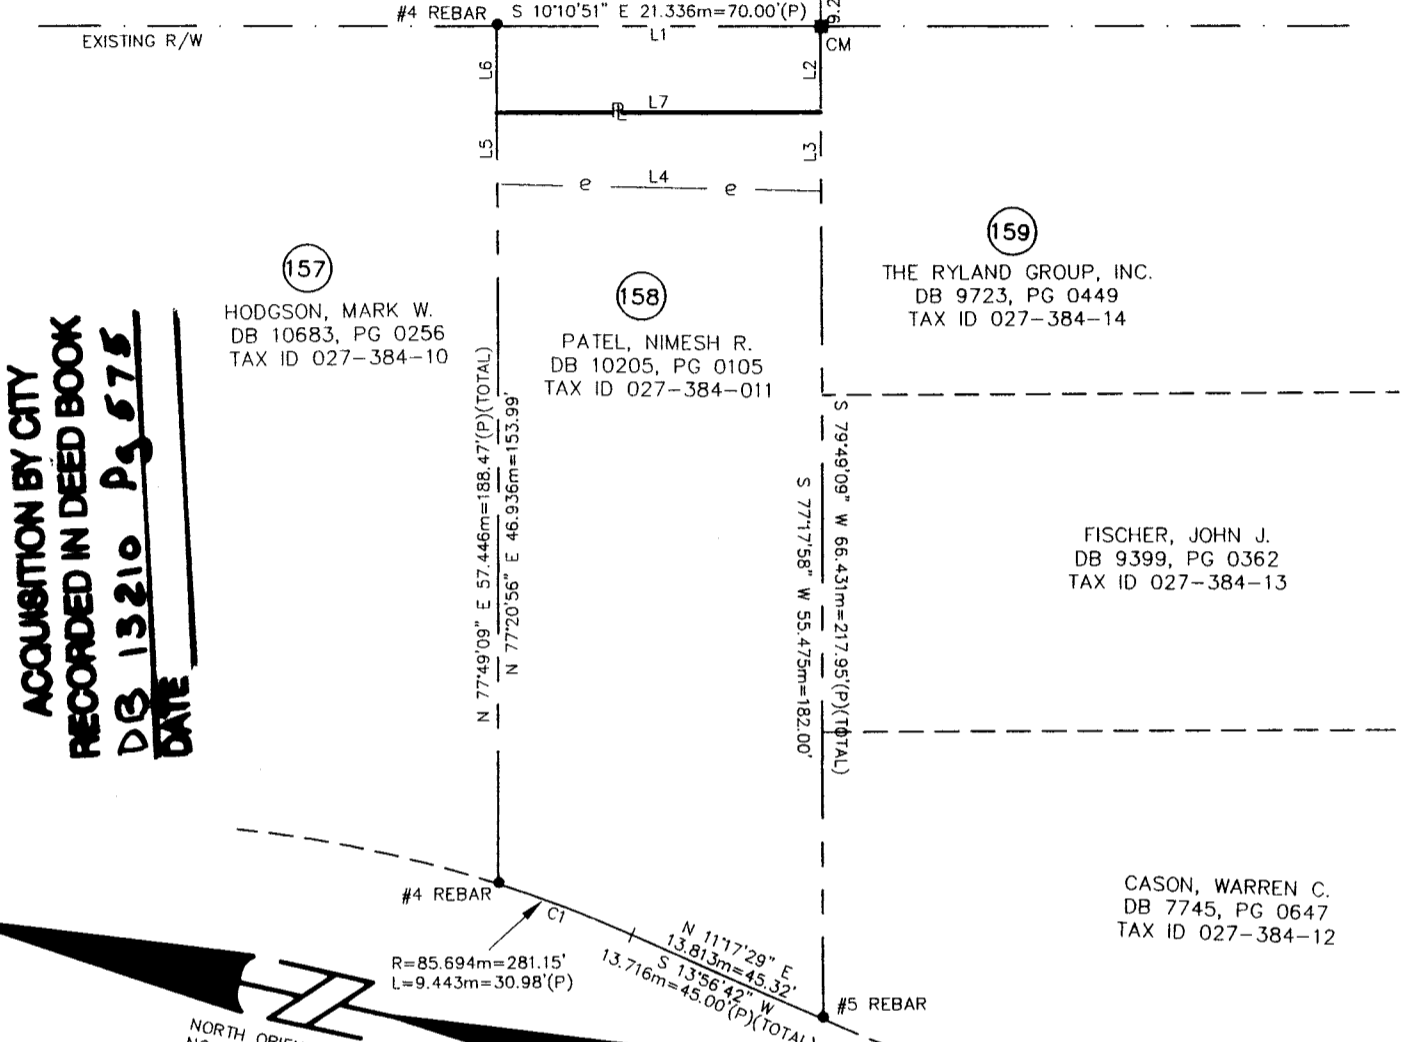 #4 REBAR
S 10°10'51" E 21.336m=70.00'(P)
9.2
EXISTING R/W
L1
CM
L6
L2
L7
PL
L5
L3
e L4 e
157
HODGSON, MARK W.
DB 10683, PG 0256
TAX ID 027-384-10
158
PATEL, NIMESH R.
DB 10205, PG 0105
TAX ID 027-384-011
159
THE RYLAND GROUP, INC.
DB 9723, PG 0449
TAX ID 027-384-14
ACQUISITION BY CITY
RECORDED IN DEED BOOK
DB 13210 Pg 675
DATE
N 77°49'09" E 57.446m=188.47'(P)(TOTAL)
N 77°20'56" E 46.936m=153.99'
S 77°17'58" W 55.475m=182.00'
S 79°49'09" W 66.431m=217.95'(P)(TOTAL)
FISCHER, JOHN J.
DB 9399, PG 0362
TAX ID 027-384-13
CASON, WARREN C.
DB 7745, PG 0647
TAX ID 027-384-12
#4 REBAR
C1
R=85.694m=281.15'
L=9.443m=30.98'(P)
N 11°17'29" E
13.813m=45.32'
S 13°56'42" W
13.716m=45.00'(P)(TOTAL)
#5 REBAR
NORTH